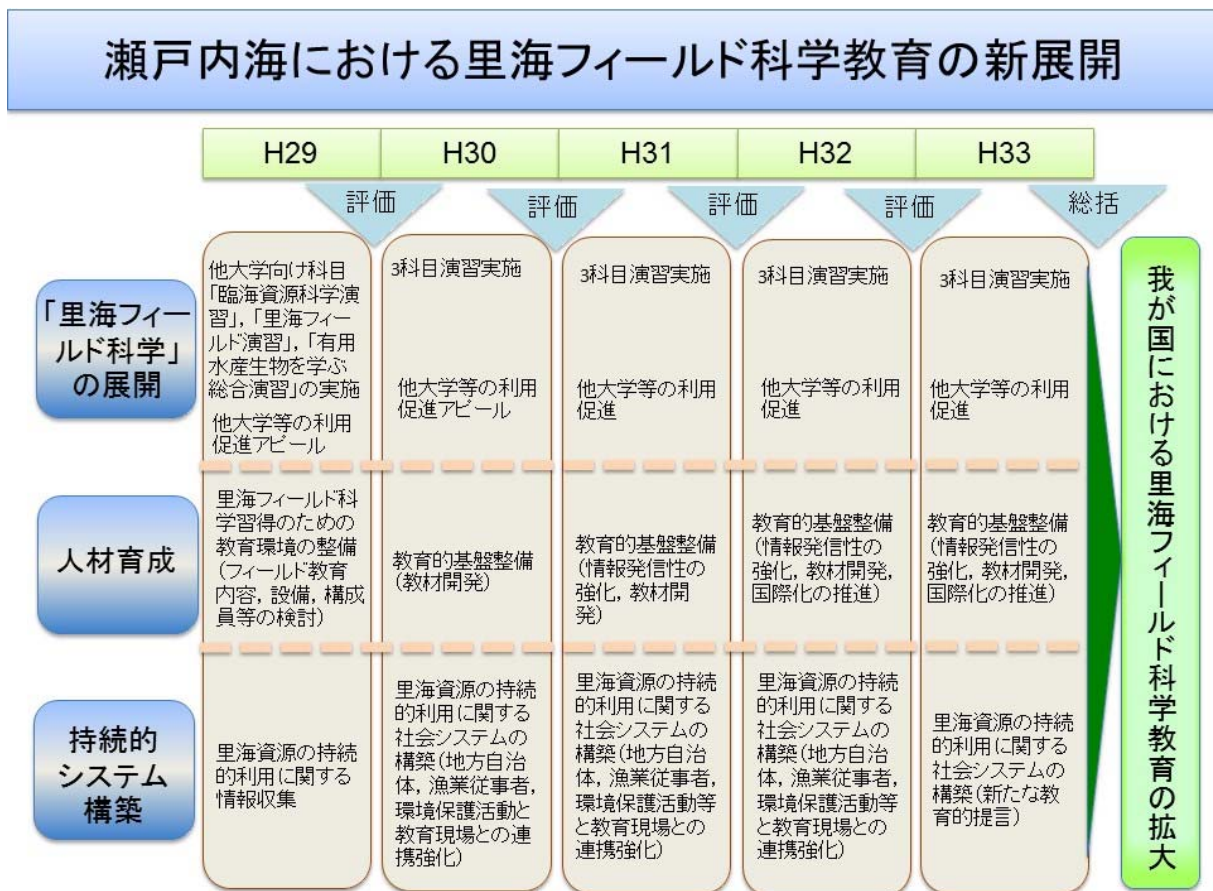 瀬戸内海における里海フィールド科学教育の新展開
H29
H30
H31
H32
H33
評価
評価
評価
評価
総括
「里海フィー
ルド科学」
の展開
他大学向け科目
「臨海資源科学演
習」,「里海フィー
ルド演習」,「有用
水産生物を学ぶ
総合演習」の実施
他大学等の利用
促進アピール
3科目演習実施
他大学等の利用
促進アピール
3科目演習実施
他大学等の利用
促進
3科目演習実施
他大学等の利用
促進
3科目演習実施
他大学等の利用
促進
人材育成
里海フィールド科
学習得のための
教育環境の整備
(フィールド教育
内容, 設備, 構成
員等の検討)
教育的基盤整備
(教材開発)
教育的基盤整備
(情報発信性の
強化, 教材開
発)
教育的基盤整備
(情報発信性の
強化, 教材開発,
国際化の推進)
教育的基盤整備
(情報発信性の
強化, 教材開発,
国際化の推進)
持続的
システム
構築
里海資源の持続
的利用に関する
情報収集
里海資源の持続
的利用に関する
社会システムの
構築(地方自治
体, 漁業従事者,
環境保護活動と
教育現場との連
携強化)
里海資源の持続
的利用に関する
社会システムの
構築(地方自治
体, 漁業従事者,
環境保護活動等
と教育現場との
連携強化)
里海資源の持続
的利用に関する
社会システムの
構築(地方自治
体, 漁業従事者,
環境保護活動等
と教育現場との
連携強化)
里海資源の持続
的利用に関する
社会システムの
構築(新たな教
育的提言)
我が国における里海フィールド科学教育の拡大